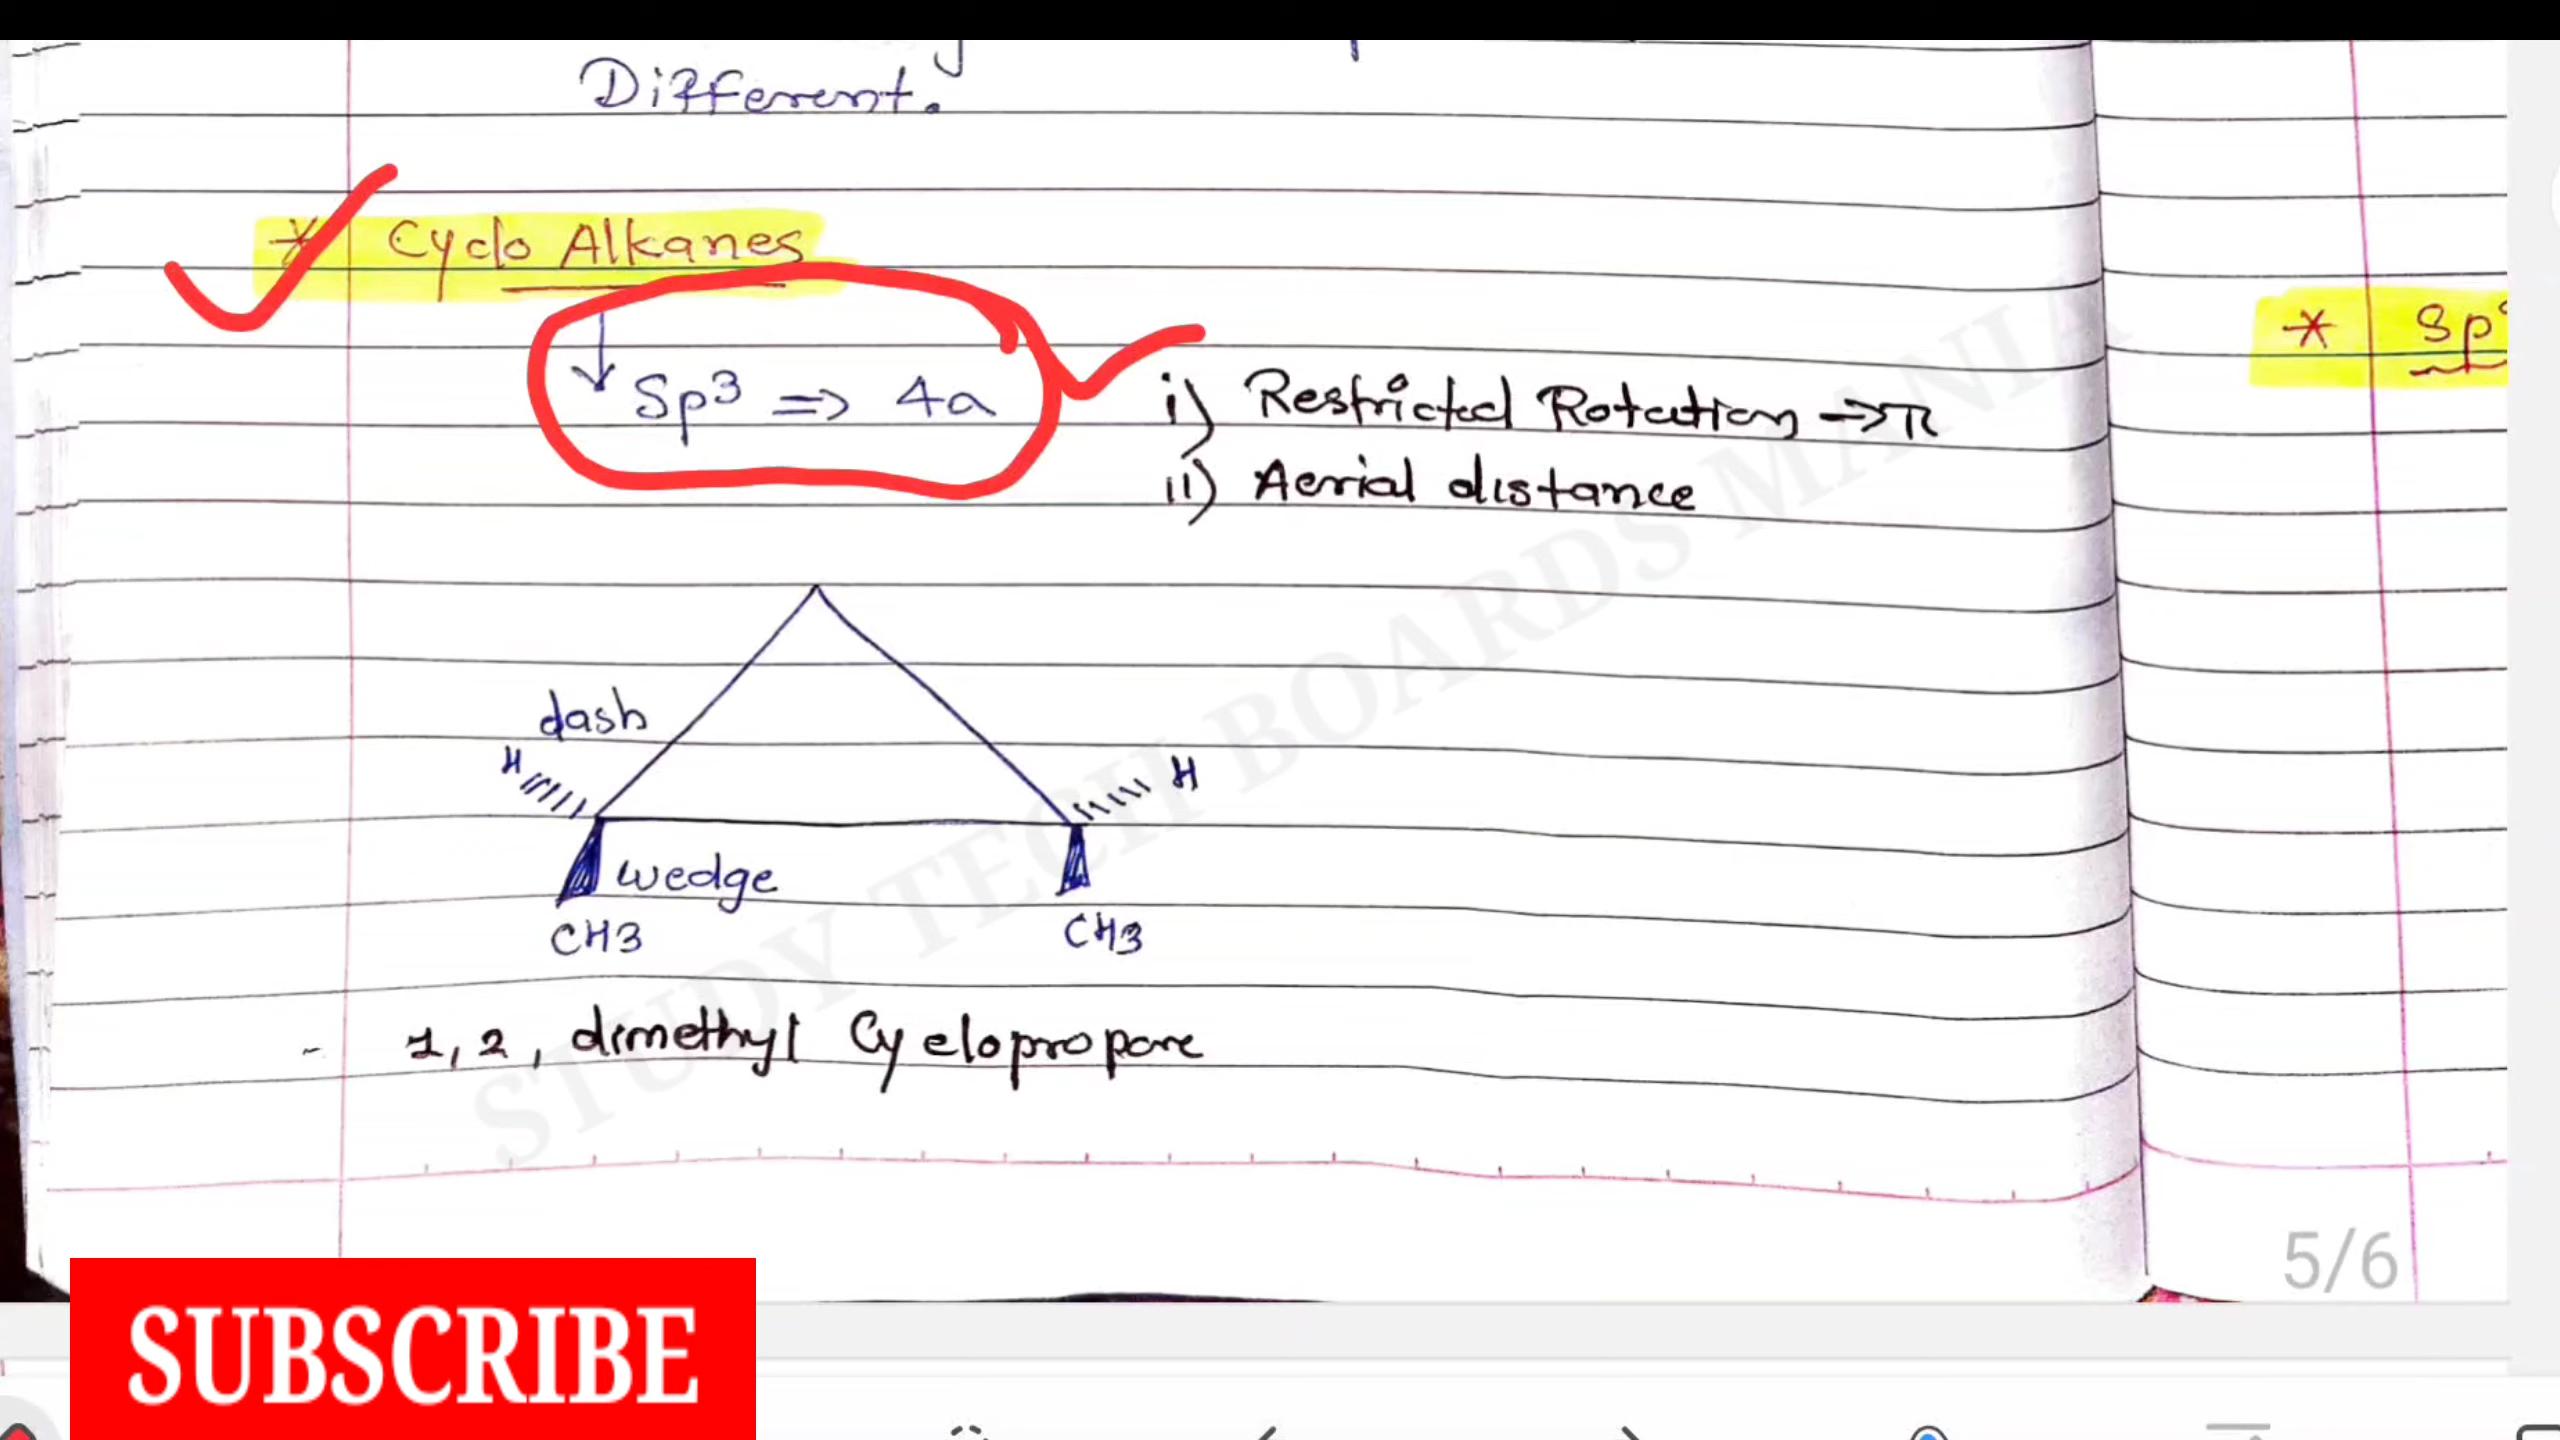 Different.
* Cyclo Alkanes
Sp3 => 4a
i) Restricted Rotation → π
ii) Aerial distance
* Sp
dash
H
H
wedge
CH3
CH3
1, 2, dimethyl Cyclopropane
STUDY TECH BOARDS MANIA
5/6
SUBSCRIBE